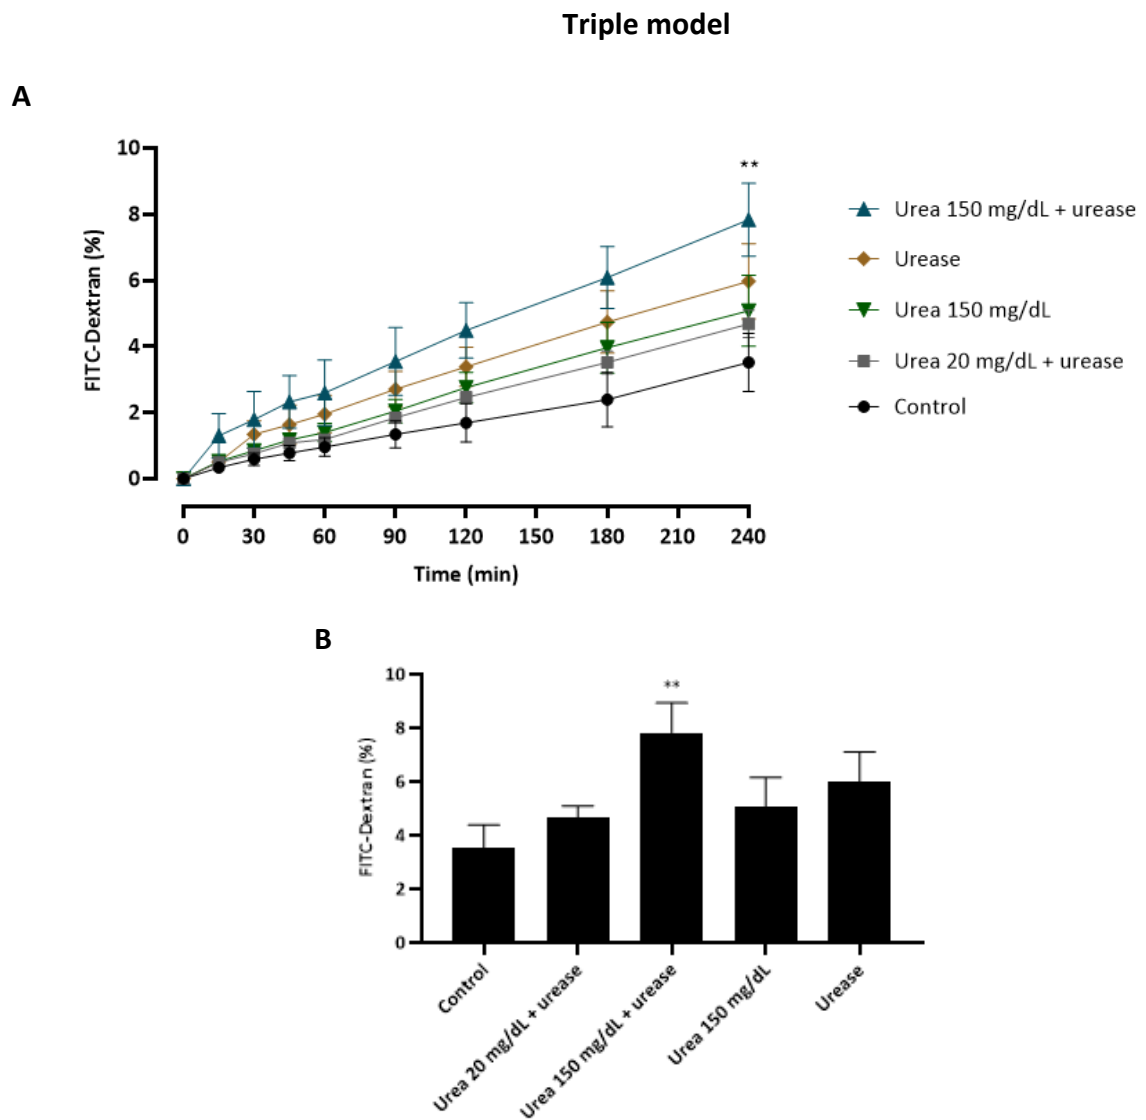 Triple model
A
10
8
6
4
2
0
FITC-Dextran (%)
**
0 30 60 90 120 150 180 210 240
Time (min)
Urea 150 mg/dL + urease
Urease
Urea 150 mg/dL
Urea 20 mg/dL + urease
Control
B
10
8
6
4
2
0
FITC-Dextran (%)
**
Control
Urea 20 mg/dL + urease
Urea 150 mg/dL + urease
Urea 150 mg/dL
Urease